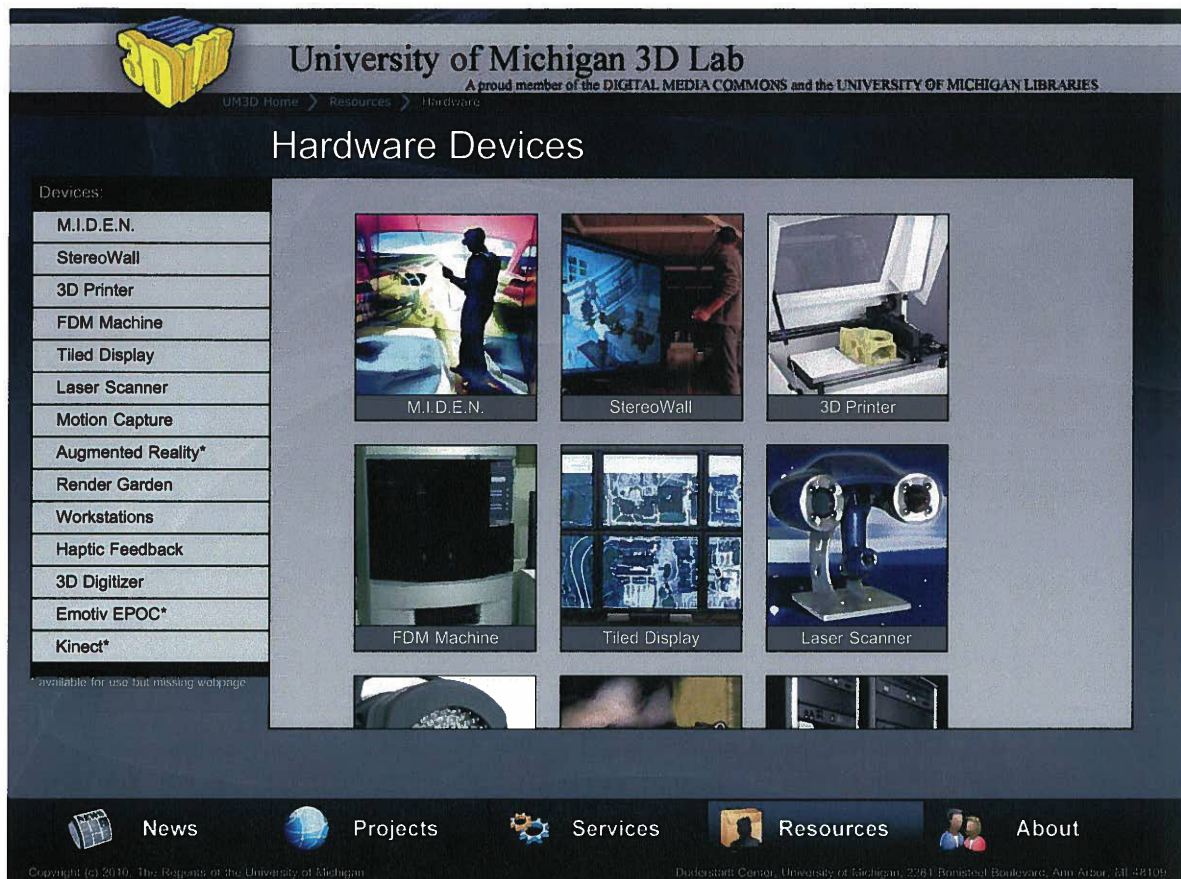 3D LAB
University of Michigan 3D Lab
A proud member of the DIGITAL MEDIA COMMONS and the UNIVERSITY OF MICHIGAN LIBRARIES
UM3D Home > Resources > Hardware
Hardware Devices
Devices:
M.I.D.E.N.
StereoWall
3D Printer
FDM Machine
Tiled Display
Laser Scanner
Motion Capture
Augmented Reality*
Render Garden
Workstations
Haptic Feedback
3D Digitizer
Emotiv EPOC*
Kinect*
* available for use but missing webpage
M.I.D.E.N. StereoWall 3D Printer
FDM Machine Tiled Display Laser Scanner
News Projects Services Resources About
Copyright (c) 2010, The Regents of the University of Michigan
Duderstadt Center, University of Michigan, 2281 Bonisteel Boulevard, Ann Arbor, MI 48109